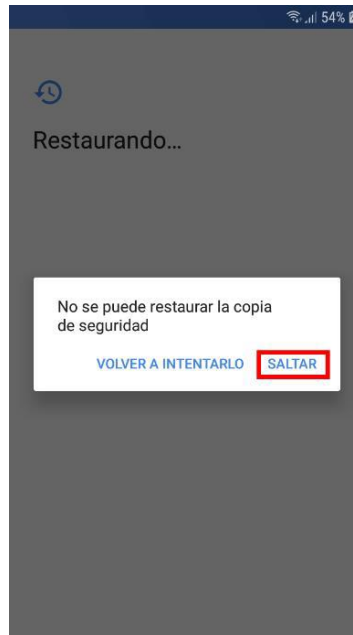 54%
Restaurando...
No se puede restaurar la copia
de seguridad
VOLVER A INTENTARLO SALTAR